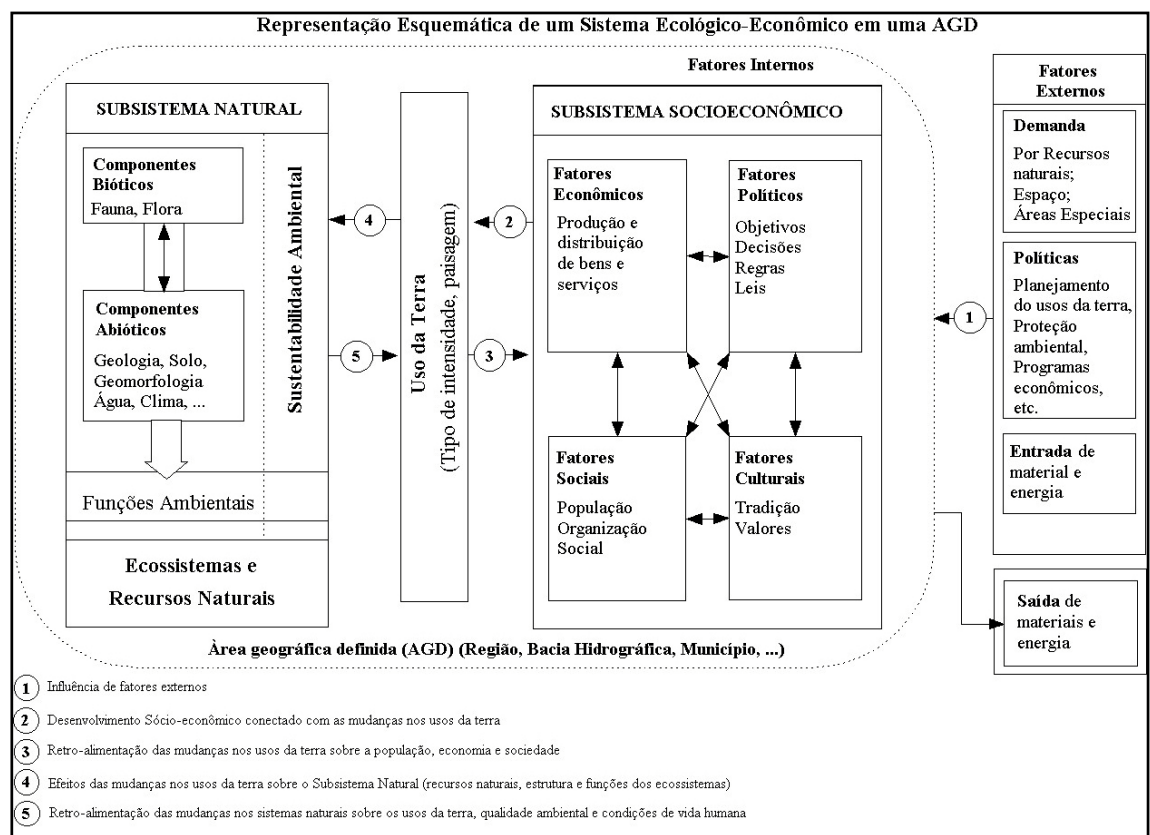 Representação Esquemática de um Sistema Ecológico-Econômico em uma AGD
Fatores Internos
SUBSISTEMA NATURAL
Componentes
Bióticos
Fauna, Flora
Componentes
Abióticos
Geologia, Solo,
Geomorfologia
Água, Clima, ...
Funções Ambientais
Ecossistemas e
Recursos Naturais
Sustentabilidade Ambiental
4
5
Uso da Terra
(Tipo de intensidade, paisagem)
2
3
SUBSISTEMA SOCIOECONÔMICO
Fatores
Econômicos
Produção e
distribuição
de bens e
serviços
Fatores
Políticos
Objetivos
Decisões
Regras
Leis
Fatores
Sociais
População
Organização
Social
Fatores
Culturais
Tradição
Valores
1
Fatores
Externos
Demanda
Por Recursos
naturais;
Espaço;
Áreas Especiais
Políticas
Planejamento
do usos da terra,
Proteção
ambiental,
Programas
econômicos,
etc.
Entrada de
material e
energia
Saída de
materiais e
energia
Àrea geográfica definida (AGD) (Região, Bacia Hidrográfica, Município, ...)
1 Influência de fatores externos
2 Desenvolvimento Sócio-econômico conectado com as mudanças nos usos da terra
3 Retro-alimentação das mudanças nos usos da terra sobre a população, economia e sociedade
4 Efeitos das mudanças nos usos da terra sobre o Subsistema Natural (recursos naturais, estrutura e funções dos ecossistemas)
5 Retro-alimentação das mudanças nos sistemas naturais sobre os usos da terra, qualidade ambiental e condições de vida humana